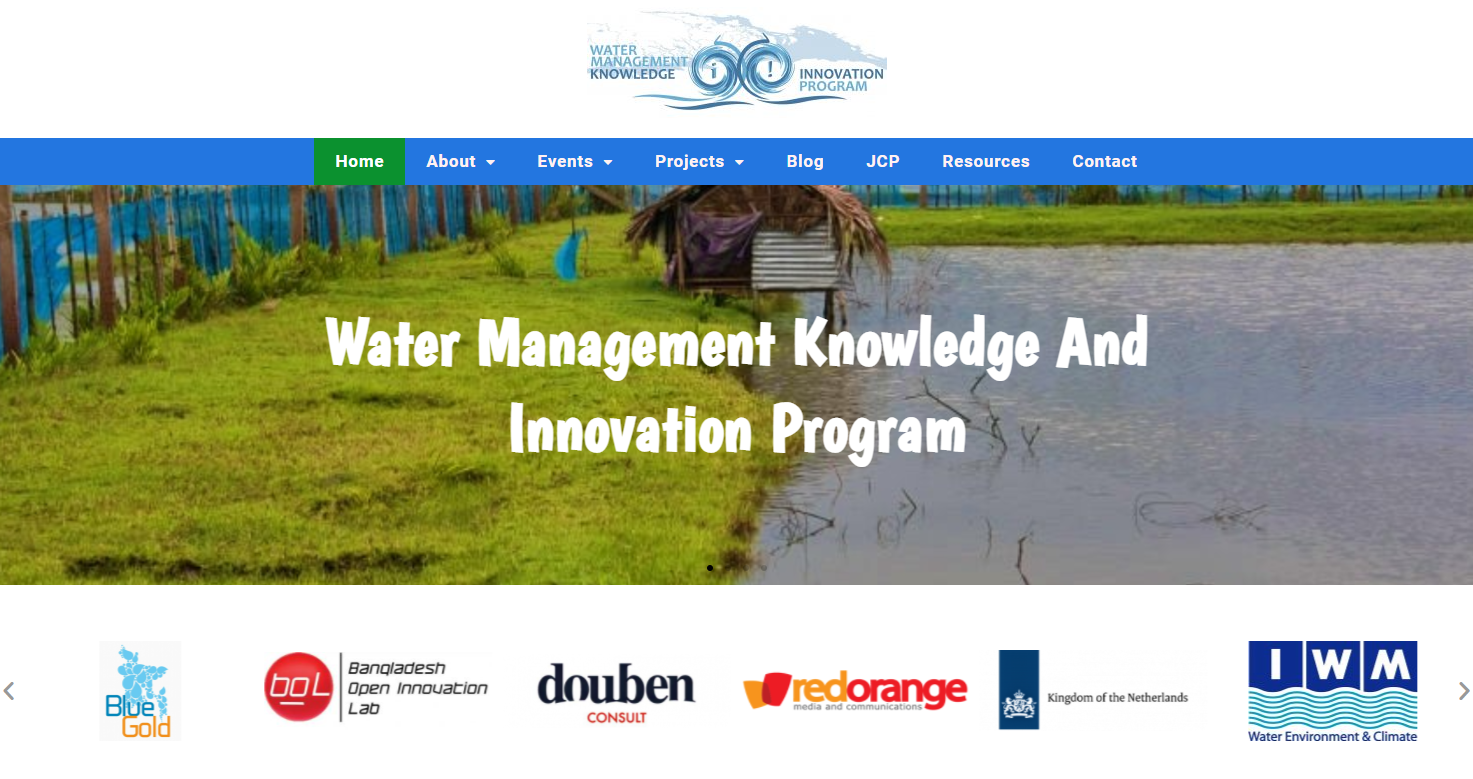 WATER
MANAGEMENT
KNOWLEDGE
i !
INNOVATION
PROGRAM
Home About Events Projects Blog JCP Resources Contact
Water Management Knowledge And
Innovation Program
Blue
Gold
boL
Bangladesh
Open Innovation
Lab
douben
CONSULT
redorange
media and communications
Kingdom of the Netherlands
IWM
Water Environment & Climate